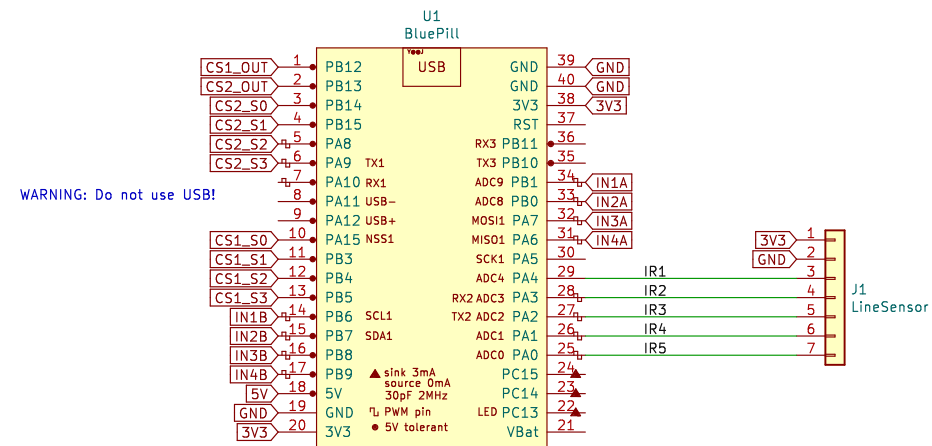 U1
BluePill
USB
CS1_OUT 1 PB12 GND 39 GND
CS2_OUT 2 PB13 GND 40 GND
CS2_S0 3 PB14 3V3 38 3V3
CS2_S1 4 PB15 RST 37
CS2_S2 5 PA8 RX3 PB11 36
CS2_S3 6 PA9 TX1 TX3 PB10 35
7 PA10 RX1 ADC9 PB1 34 IN1A
WARNING: Do not use USB!
8 PA11 USB- ADC8 PB0 33 IN2A
9 PA12 USB+ MOSI1 PA7 32 IN3A
CS1_S0 10 PA15 NSS1 MISO1 PA6 31 IN4A 3V3 1
CS1_S1 11 PB3 SCK1 PA5 30 GND 2
CS1_S2 12 PB4 ADC4 PA4 29 IR1 3
CS1_S3 13 PB5 RX2 ADC3 PA3 28 IR2 4 J1
IN1B 14 PB6 SCL1 TX2 ADC2 PA2 27 IR3 5 LineSensor
IN2B 15 PB7 SDA1 ADC1 PA1 26 IR4 6
IN3B 16 PB8 ADC0 PA0 25 IR5 7
IN4B 17 PB9 sink 3mA PC15 24
source 0mA
5V 18 5V 30pF 2MHz PC14 23
GND 19 GND PWM pin LED PC13 22
3V3 20 3V3 5V tolerant VBat 21